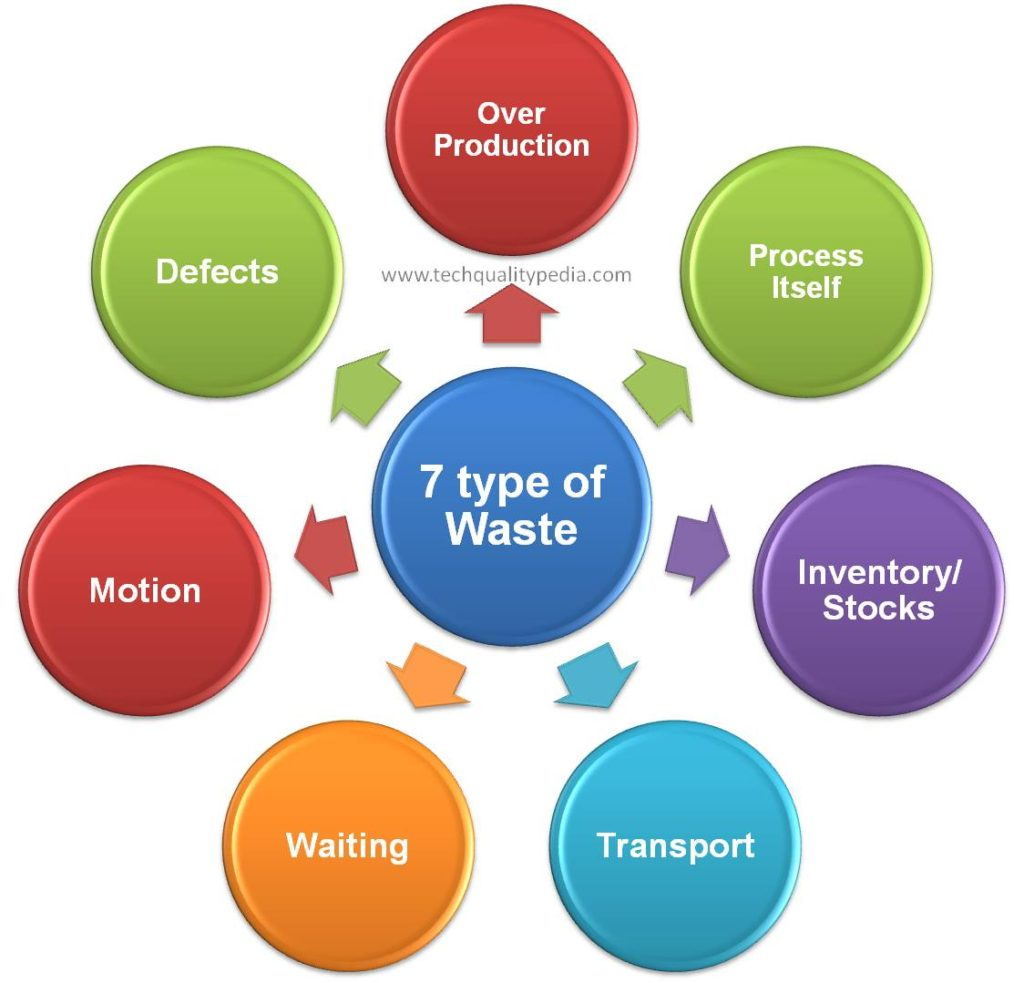 Over
Production
www.techqualitypedia.com
Process
Itself
Inventory/
Stocks
Transport
Waiting
Motion
Defects
7 type of
Waste